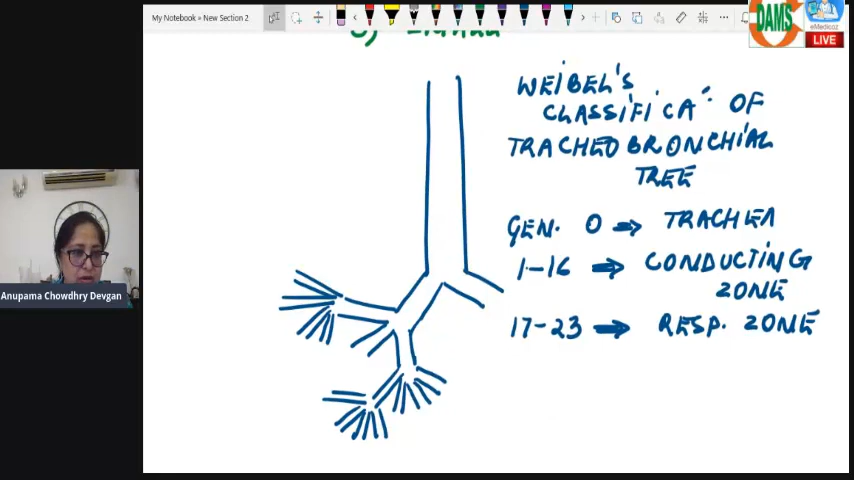 My Notebook » New Section 2
DAMS
eMedicoz
LIVE
WEIBEL'S
CLASSIFICA" OF
TRACHEOBRONCHIAL
TREE
GEN. 0 ⇒ TRACHEA
1-16 ⇒ CONDUCTING
ZONE
17-23 ⇒ RESP. ZONE
Anupama Chowdhry Devgan